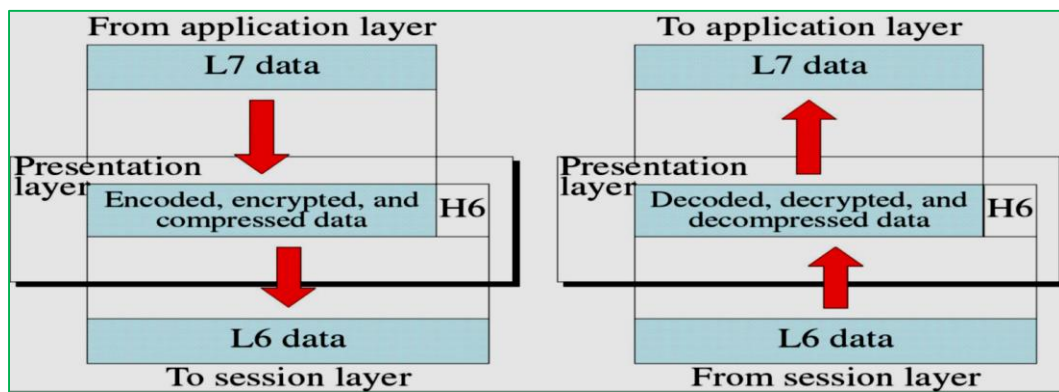 From application layer
L7 data
Presentation
layer
Encoded, encrypted, and
compressed data
H6
L6 data
To session layer
To application layer
L7 data
Presentation
layer
Decoded, decrypted, and
decompressed data
H6
L6 data
From session layer